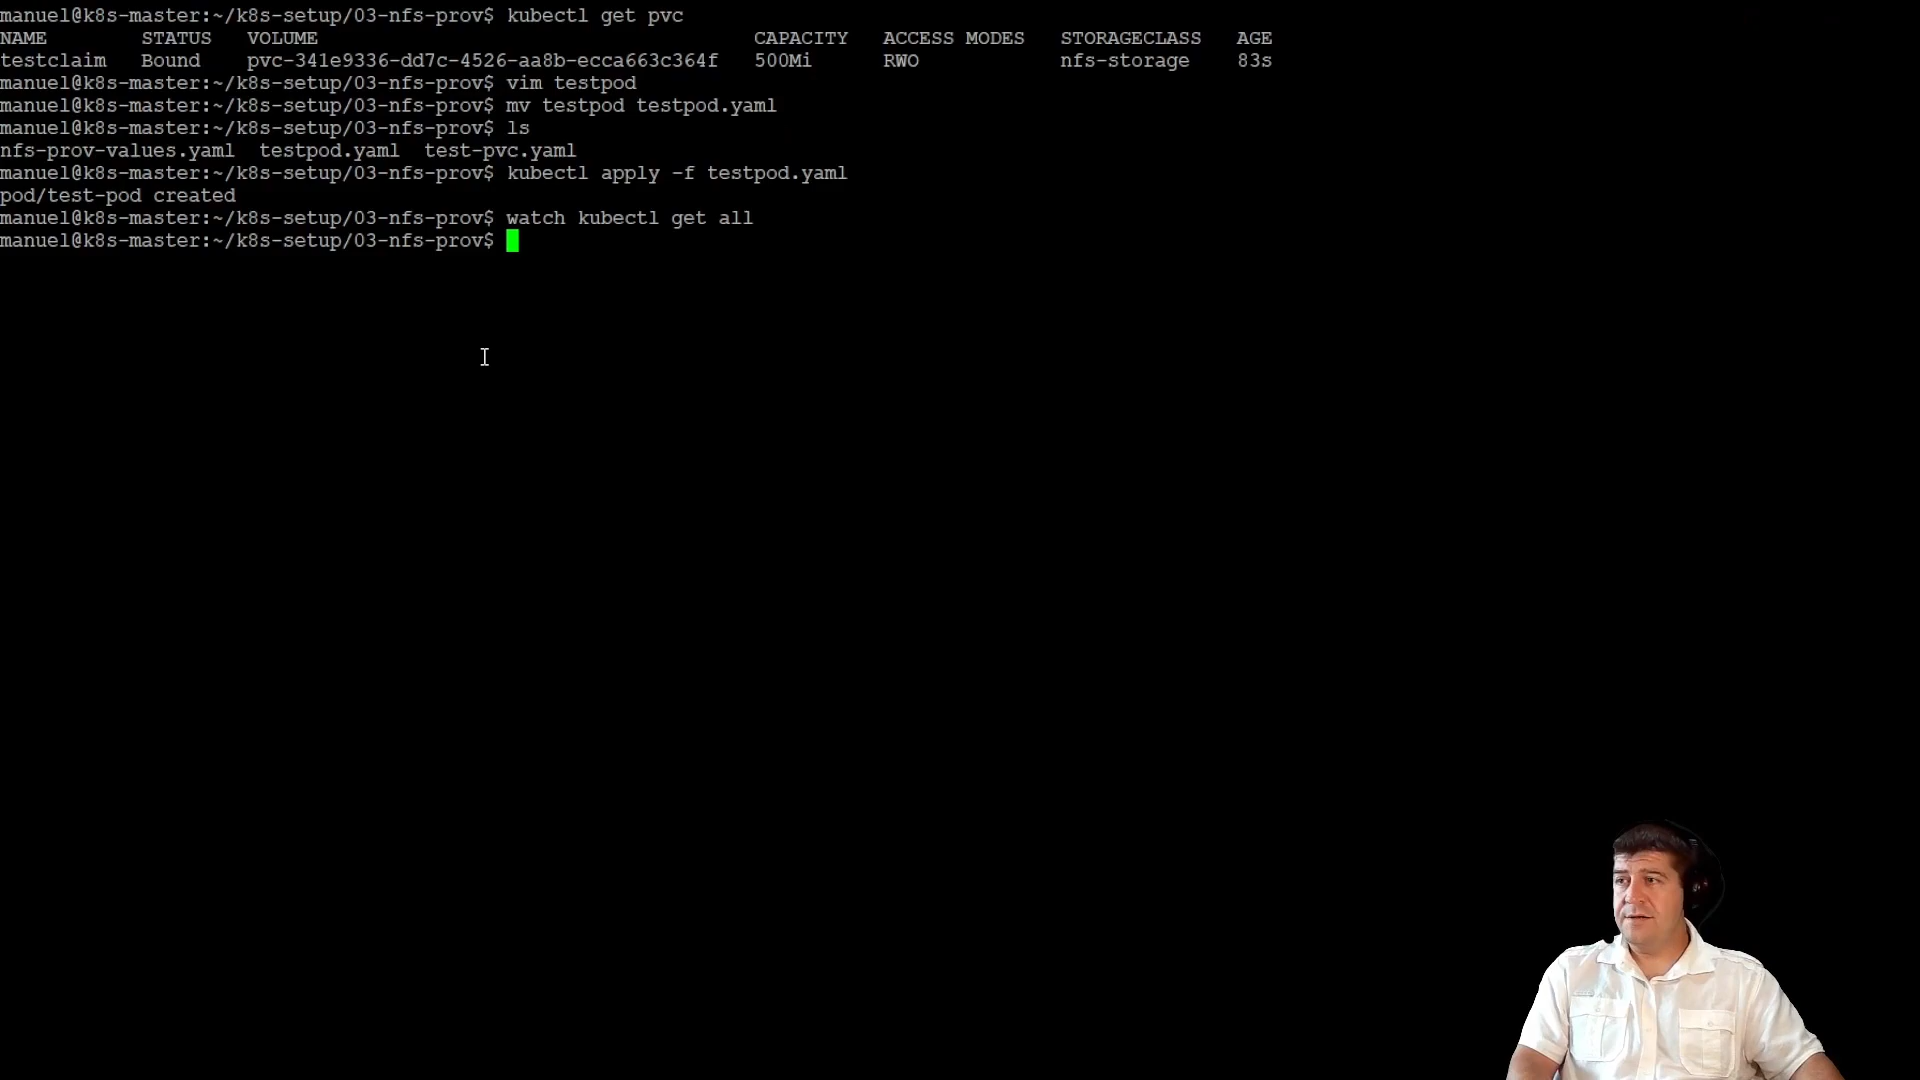 manuel@k8s-master:~/k8s-setup/03-nfs-prov$ kubectl get pvc
NAME STATUS VOLUME CAPACITY ACCESS MODES STORAGECLASS AGE
testclaim Bound pvc-341e9336-dd7c-4526-aa8b-ecca663c364f 500Mi RWO nfs-storage 83s
manuel@k8s-master:~/k8s-setup/03-nfs-prov$ vim testpod
manuel@k8s-master:~/k8s-setup/03-nfs-prov$ mv testpod testpod.yaml
manuel@k8s-master:~/k8s-setup/03-nfs-prov$ ls
nfs-prov-values.yaml testpod.yaml test-pvc.yaml
manuel@k8s-master:~/k8s-setup/03-nfs-prov$ kubectl apply -f testpod.yaml
pod/test-pod created
manuel@k8s-master:~/k8s-setup/03-nfs-prov$ watch kubectl get all
manuel@k8s-master:~/k8s-setup/03-nfs-prov$